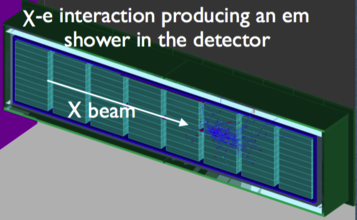 X-e interaction producing an em
shower in the detector
X beam